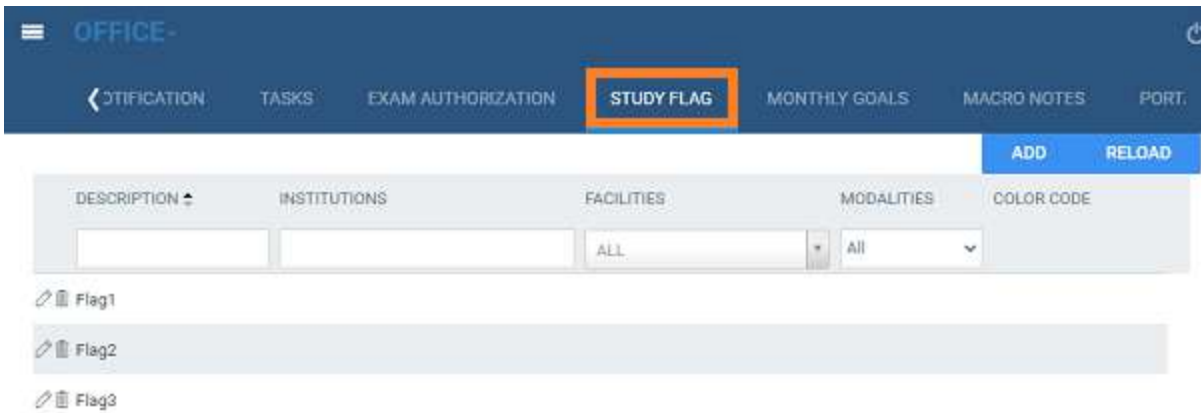 OFFICE-
OTIFICATION TASKS EXAM AUTHORIZATION STUDY FLAG MONTHLY GOALS MACRO NOTES PORT.
ADD RELOAD
DESCRIPTION INSTITUTIONS FACILITIES MODALITIES COLOR CODE
ALL All
Flag1
Flag2
Flag3